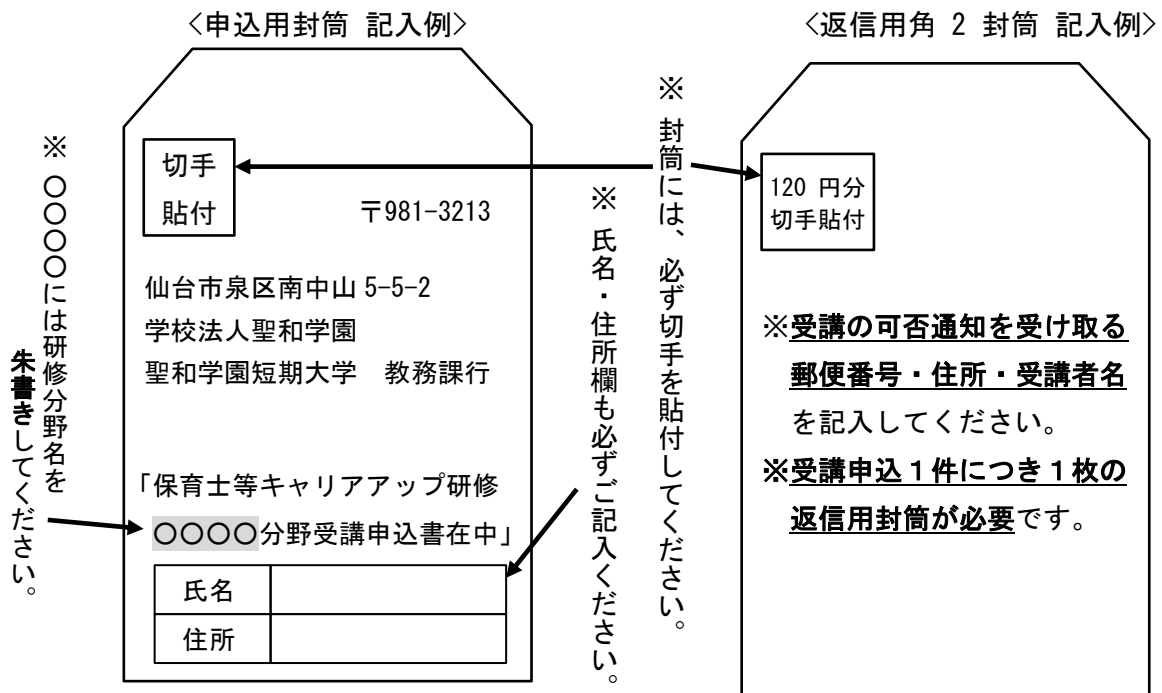 <申込用封筒 記入例>
※ 〇〇〇〇には研修分野名を
朱書きしてください。
切手
貼付
〒981-3213
仙台市泉区南中山 5-5-2
学校法人聖和学園
聖和学園短期大学　教務課行
「保育士等キャリアアップ研修
〇〇〇〇分野受講申込書在中」
氏名
住所
※ 氏名・住所欄も必ずご記入ください。
※ 封筒には、必ず切手を貼付してください。
<返信用角 2 封筒 記入例>
120 円分
切手貼付
※受講の可否通知を受け取る
郵便番号・住所・受講者名
を記入してください。
※受講申込１件につき１枚の
返信用封筒が必要です。